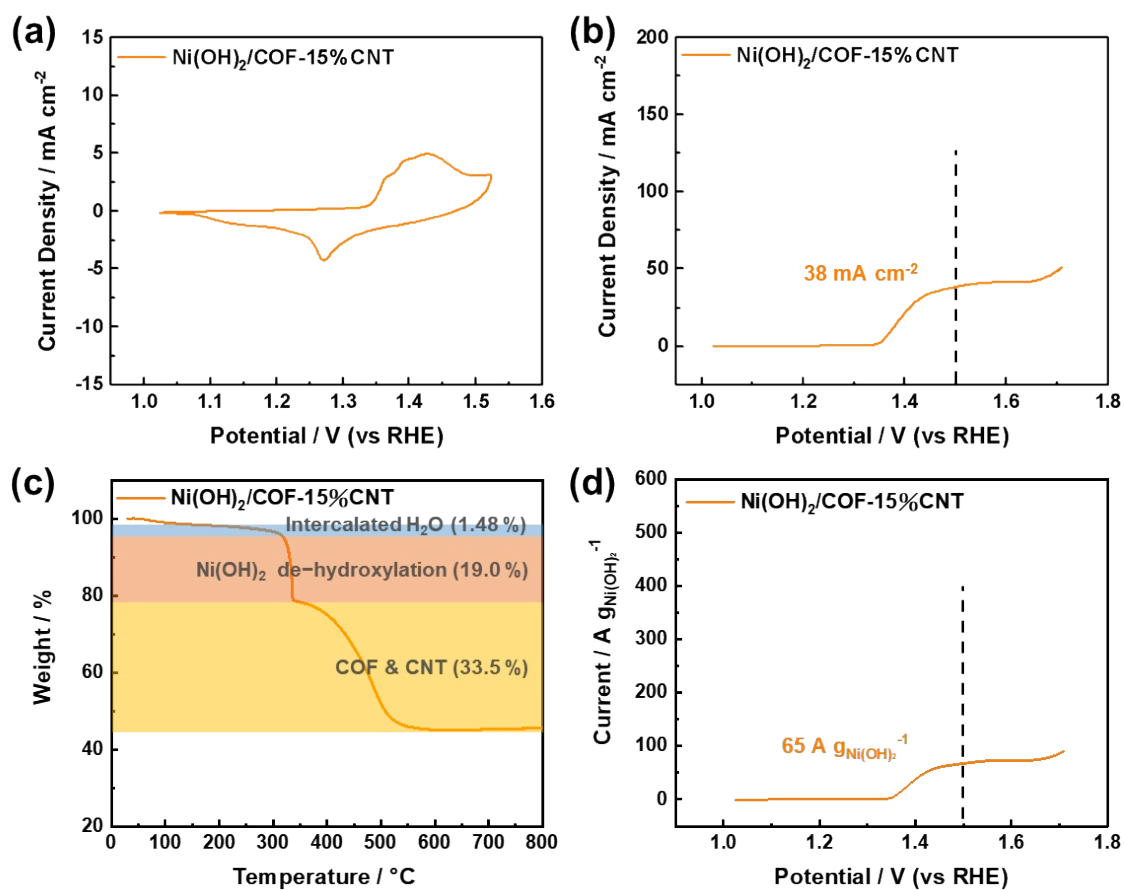 (a)
Ni(OH)₂/COF-15%CNT
Current Density / mA cm⁻²
15
10
5
0
-5
-10
-15
1.0 1.1 1.2 1.3 1.4 1.5 1.6
Potential / V (vs RHE)
(b)
Ni(OH)₂/COF-15%CNT
Current Density / mA cm⁻²
200
150
100
50
0
38 mA cm⁻²
1.0 1.2 1.4 1.6 1.8
Potential / V (vs RHE)
(c)
Ni(OH)₂/COF-15%CNT
Weight / %
100
80
60
40
20
Intercalated H₂O (1.48 %)
Ni(OH)₂ de−hydroxylation (19.0 %)
COF & CNT (33.5 %)
0 100 200 300 400 500 600 700 800
Temperature / °C
(d)
Ni(OH)₂/COF-15%CNT
Current / A g_Ni(OH)₂⁻¹
600
500
400
300
200
100
0
65 A g_Ni(OH)₂⁻¹
1.0 1.2 1.4 1.6 1.8
Potential / V (vs RHE)